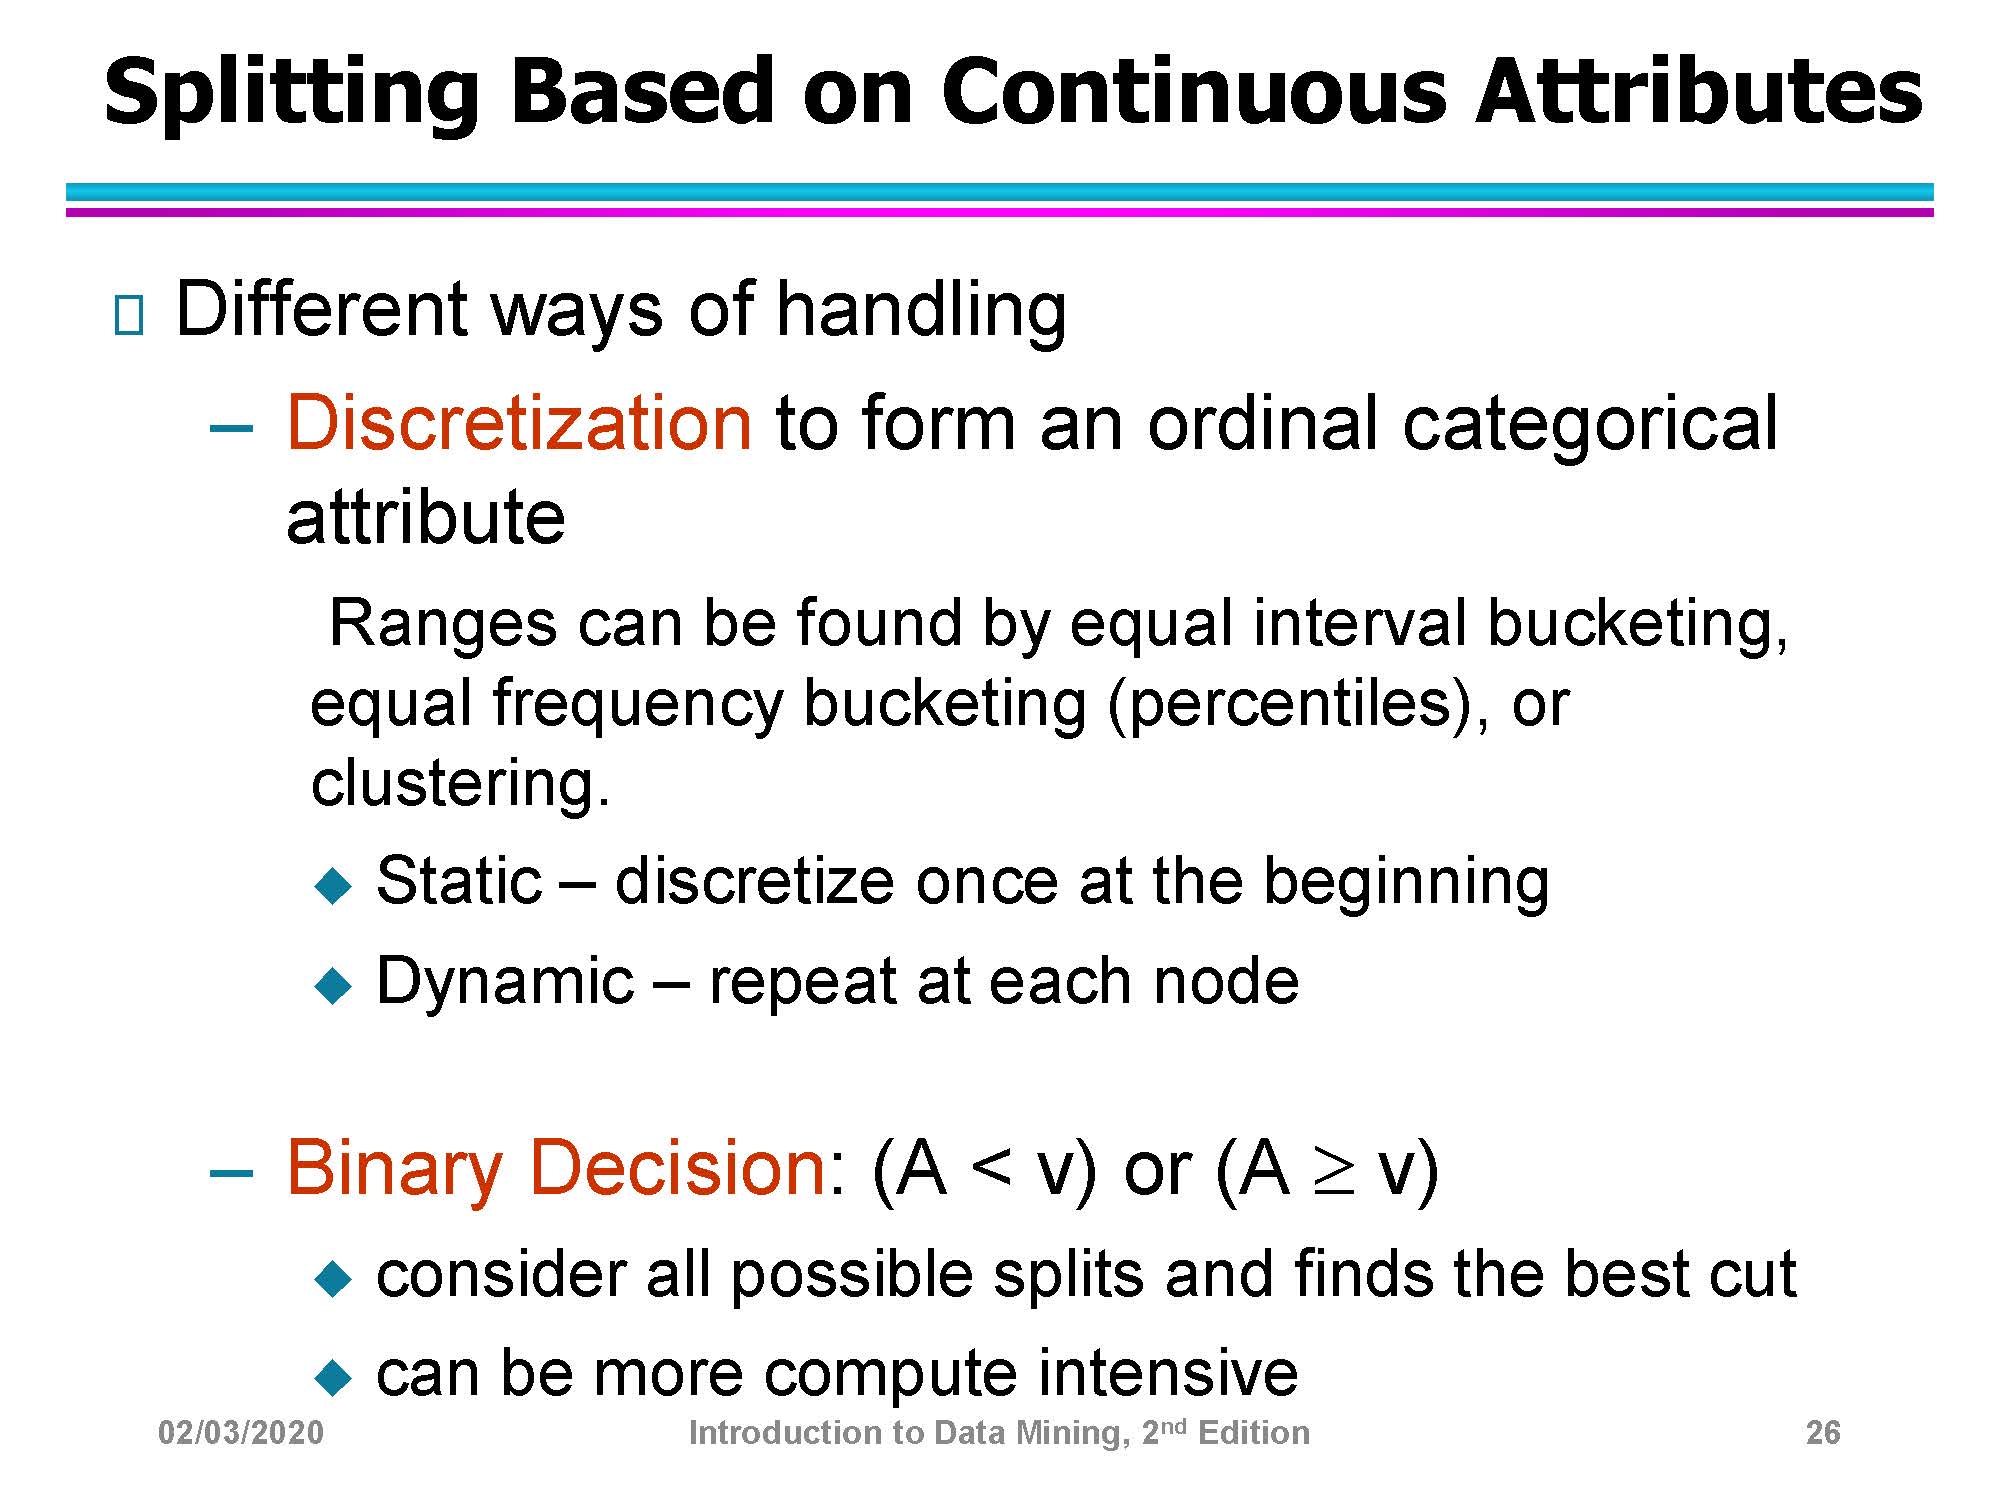 Splitting Based on Continuous Attributes
Different ways of handling
– Discretization to form an ordinal categorical
attribute
Ranges can be found by equal interval bucketing,
equal frequency bucketing (percentiles), or
clustering.
◆ Static – discretize once at the beginning
◆ Dynamic – repeat at each node
– Binary Decision: (A < v) or (A ≥ v)
◆ consider all possible splits and finds the best cut
◆ can be more compute intensive
02/03/2020 Introduction to Data Mining, 2nd Edition 26